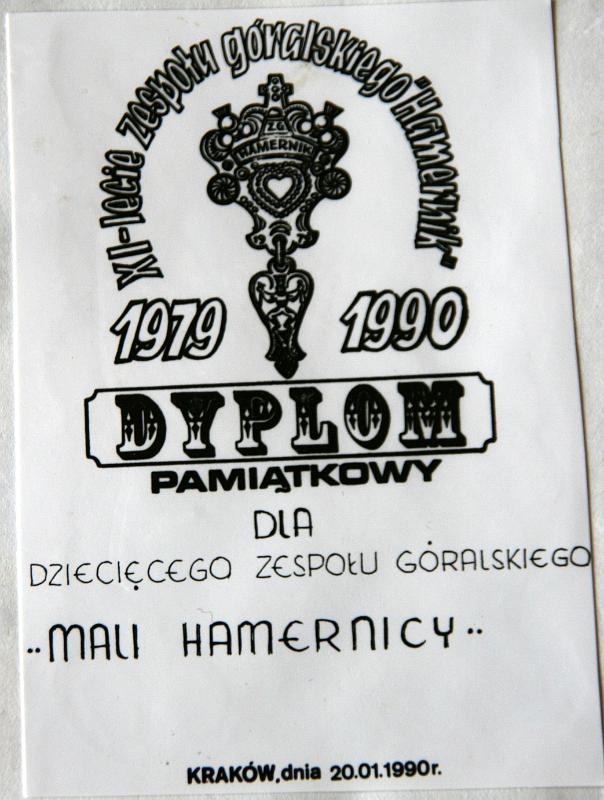 XI-lecie zespołu góralskiego "Hamernik"
Z.G.
HAMERNIK
1979 1990
DYPLOM
PAMIĄTKOWY
DLA
DZIECIĘCEGO ZESPOŁU GÓRALSKIEGO
"MALI HAMERNICY"
KRAKÓW, dnia 20.01.1990r.